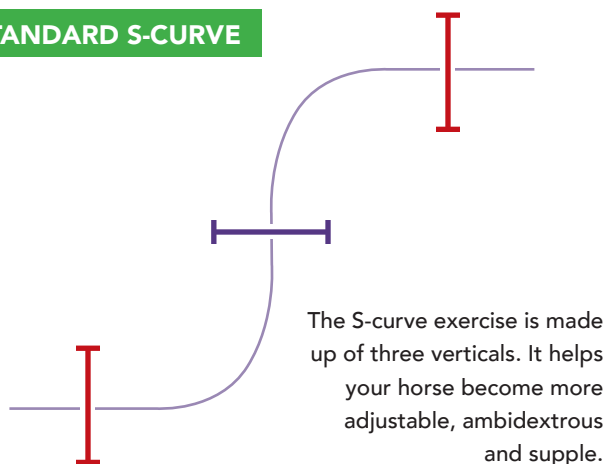 TANDARD S-CURVE
The S-curve exercise is made
up of three verticals. It helps
your horse become more
adjustable, ambidextrous
and supple.